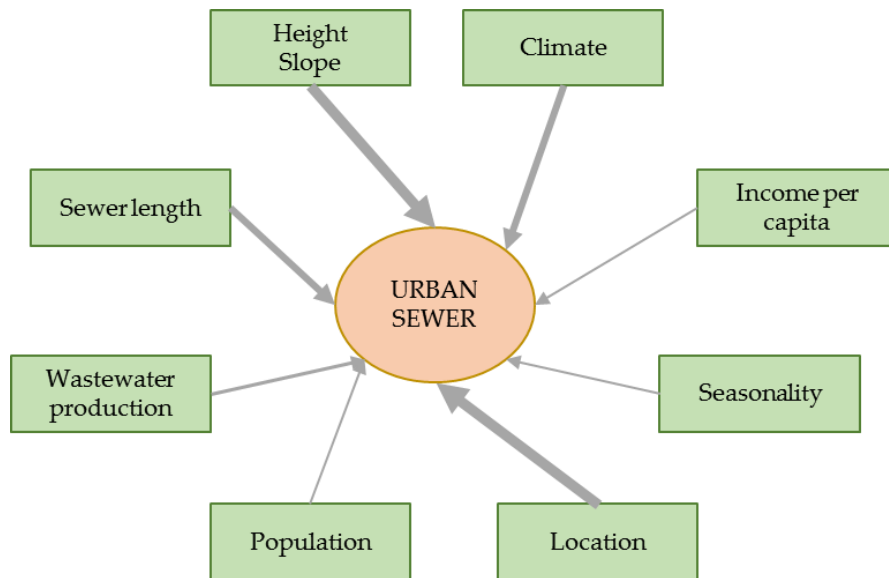 Height
Slope
Climate
Sewer length
Income per
capita
URBAN
SEWER
Wastewater
production
Seasonality
Population
Location